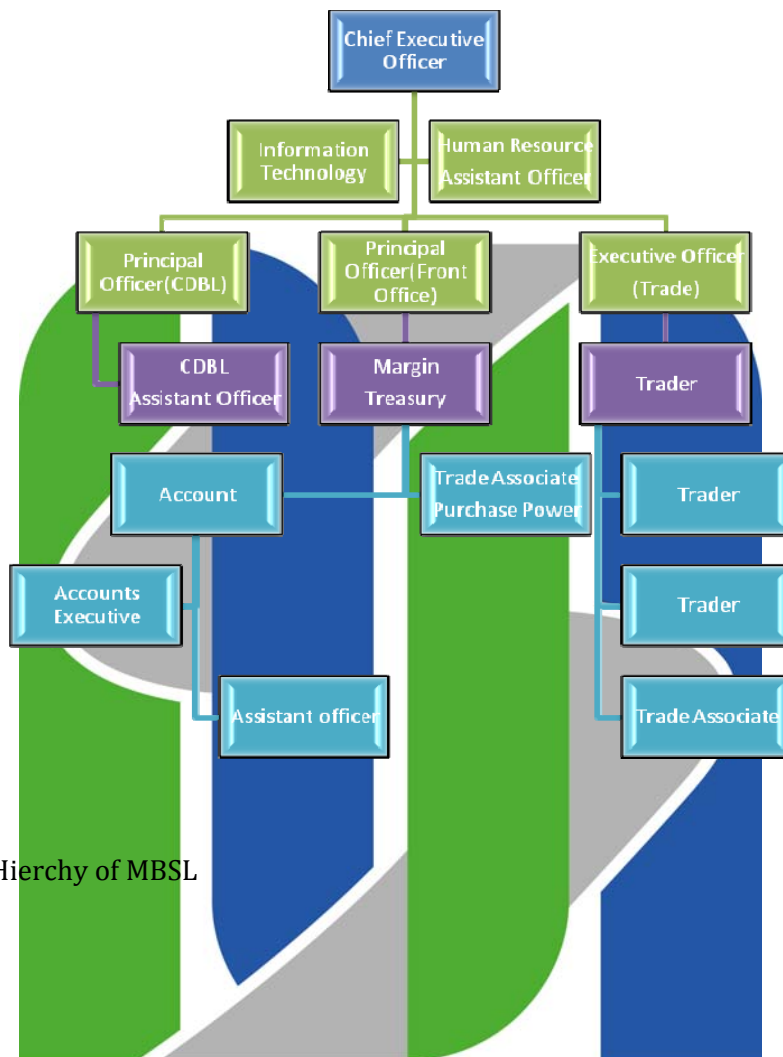 Chief Executive
Officer
Information
Technology
Human Resource
Assistant Officer
Principal
Officer(CDBL)
Principal
Officer(Front
Office)
Executive Officer
(Trade)
CDBL
Assistant Officer
Margin
Treasury
Trader
Account
Trade Associate
Purchase Power
Trader
Accounts
Executive
Trader
Assistant officer
Trade Associate
Hierchy of MBSL